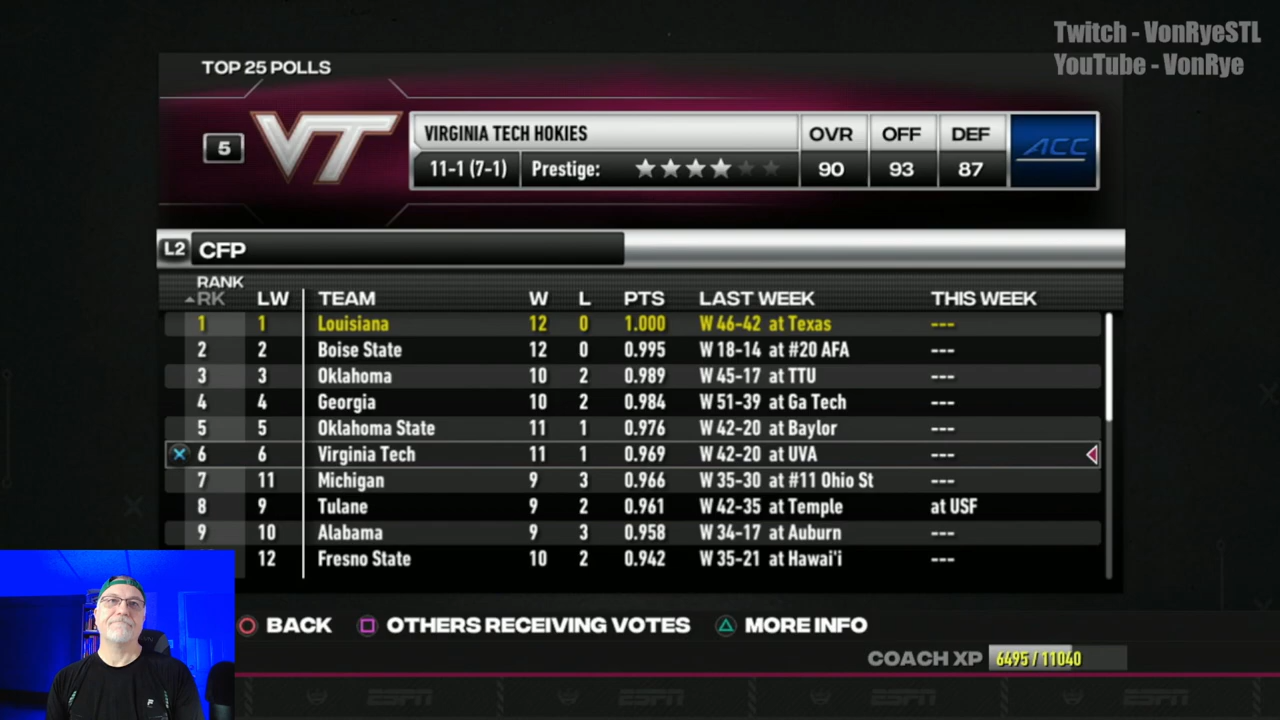 Twitch - VonRyeSTL
YouTube - VonRye
TOP 25 POLLS
5 VT VIRGINIA TECH HOKIES OVR OFF DEF ACC
11-1 (7-1) Prestige: 90 93 87
L2 CFP
RANK
RK LW TEAM W L PTS LAST WEEK THIS WEEK
1 1 Louisiana 12 0 1.000 W 46-42 at Texas ---
2 2 Boise State 12 0 0.995 W 18-14 at #20 AFA ---
3 3 Oklahoma 10 2 0.989 W 45-17 at TTU ---
4 4 Georgia 10 2 0.984 W 51-39 at Ga Tech ---
5 5 Oklahoma State 11 1 0.976 W 42-20 at Baylor ---
6 6 Virginia Tech 11 1 0.969 W 42-20 at UVA ---
7 11 Michigan 9 3 0.966 W 35-30 at #11 Ohio St ---
8 9 Tulane 9 2 0.961 W 42-35 at Temple at USF
9 10 Alabama 9 3 0.958 W 34-17 at Auburn ---
12 Fresno State 10 2 0.942 W 35-21 at Hawai'i ---
BACK OTHERS RECEIVING VOTES MORE INFO
COACH XP 6495 / 11040
ESPN ESPN ESPN ESPN